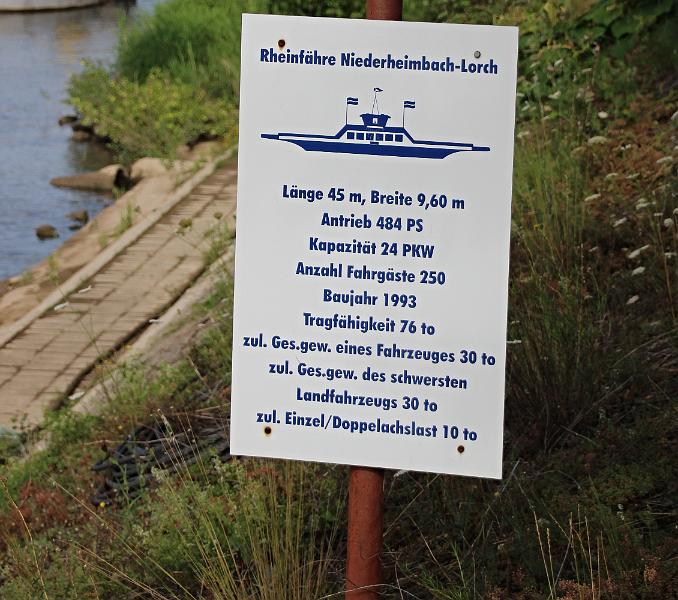 Rheinfähre Niederheimbach-Lorch
Länge 45 m, Breite 9,60 m
Antrieb 484 PS
Kapazität 24 PKW
Anzahl Fahrgäste 250
Baujahr 1993
Tragfähigkeit 76 to
zul. Ges.gew. eines Fahrzeuges 30 to
zul. Ges.gew. des schwersten
Landfahrzeugs 30 to
zul. Einzel/Doppelachslast 10 to